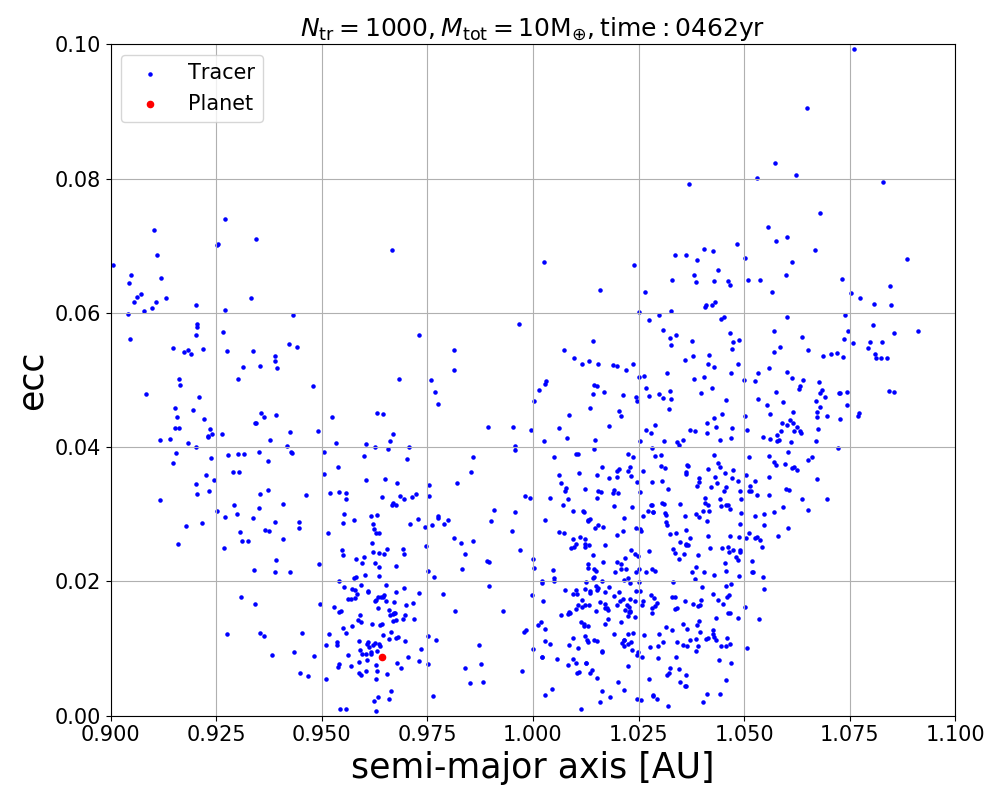 N_tr = 1000, M_tot = 10M_⊕, time : 0462yr
Tracer
Planet
0.10
0.08
0.06
0.04
0.02
0.00
ecc
0.900 0.925 0.950 0.975 1.000 1.025 1.050 1.075 1.100
semi-major axis [AU]